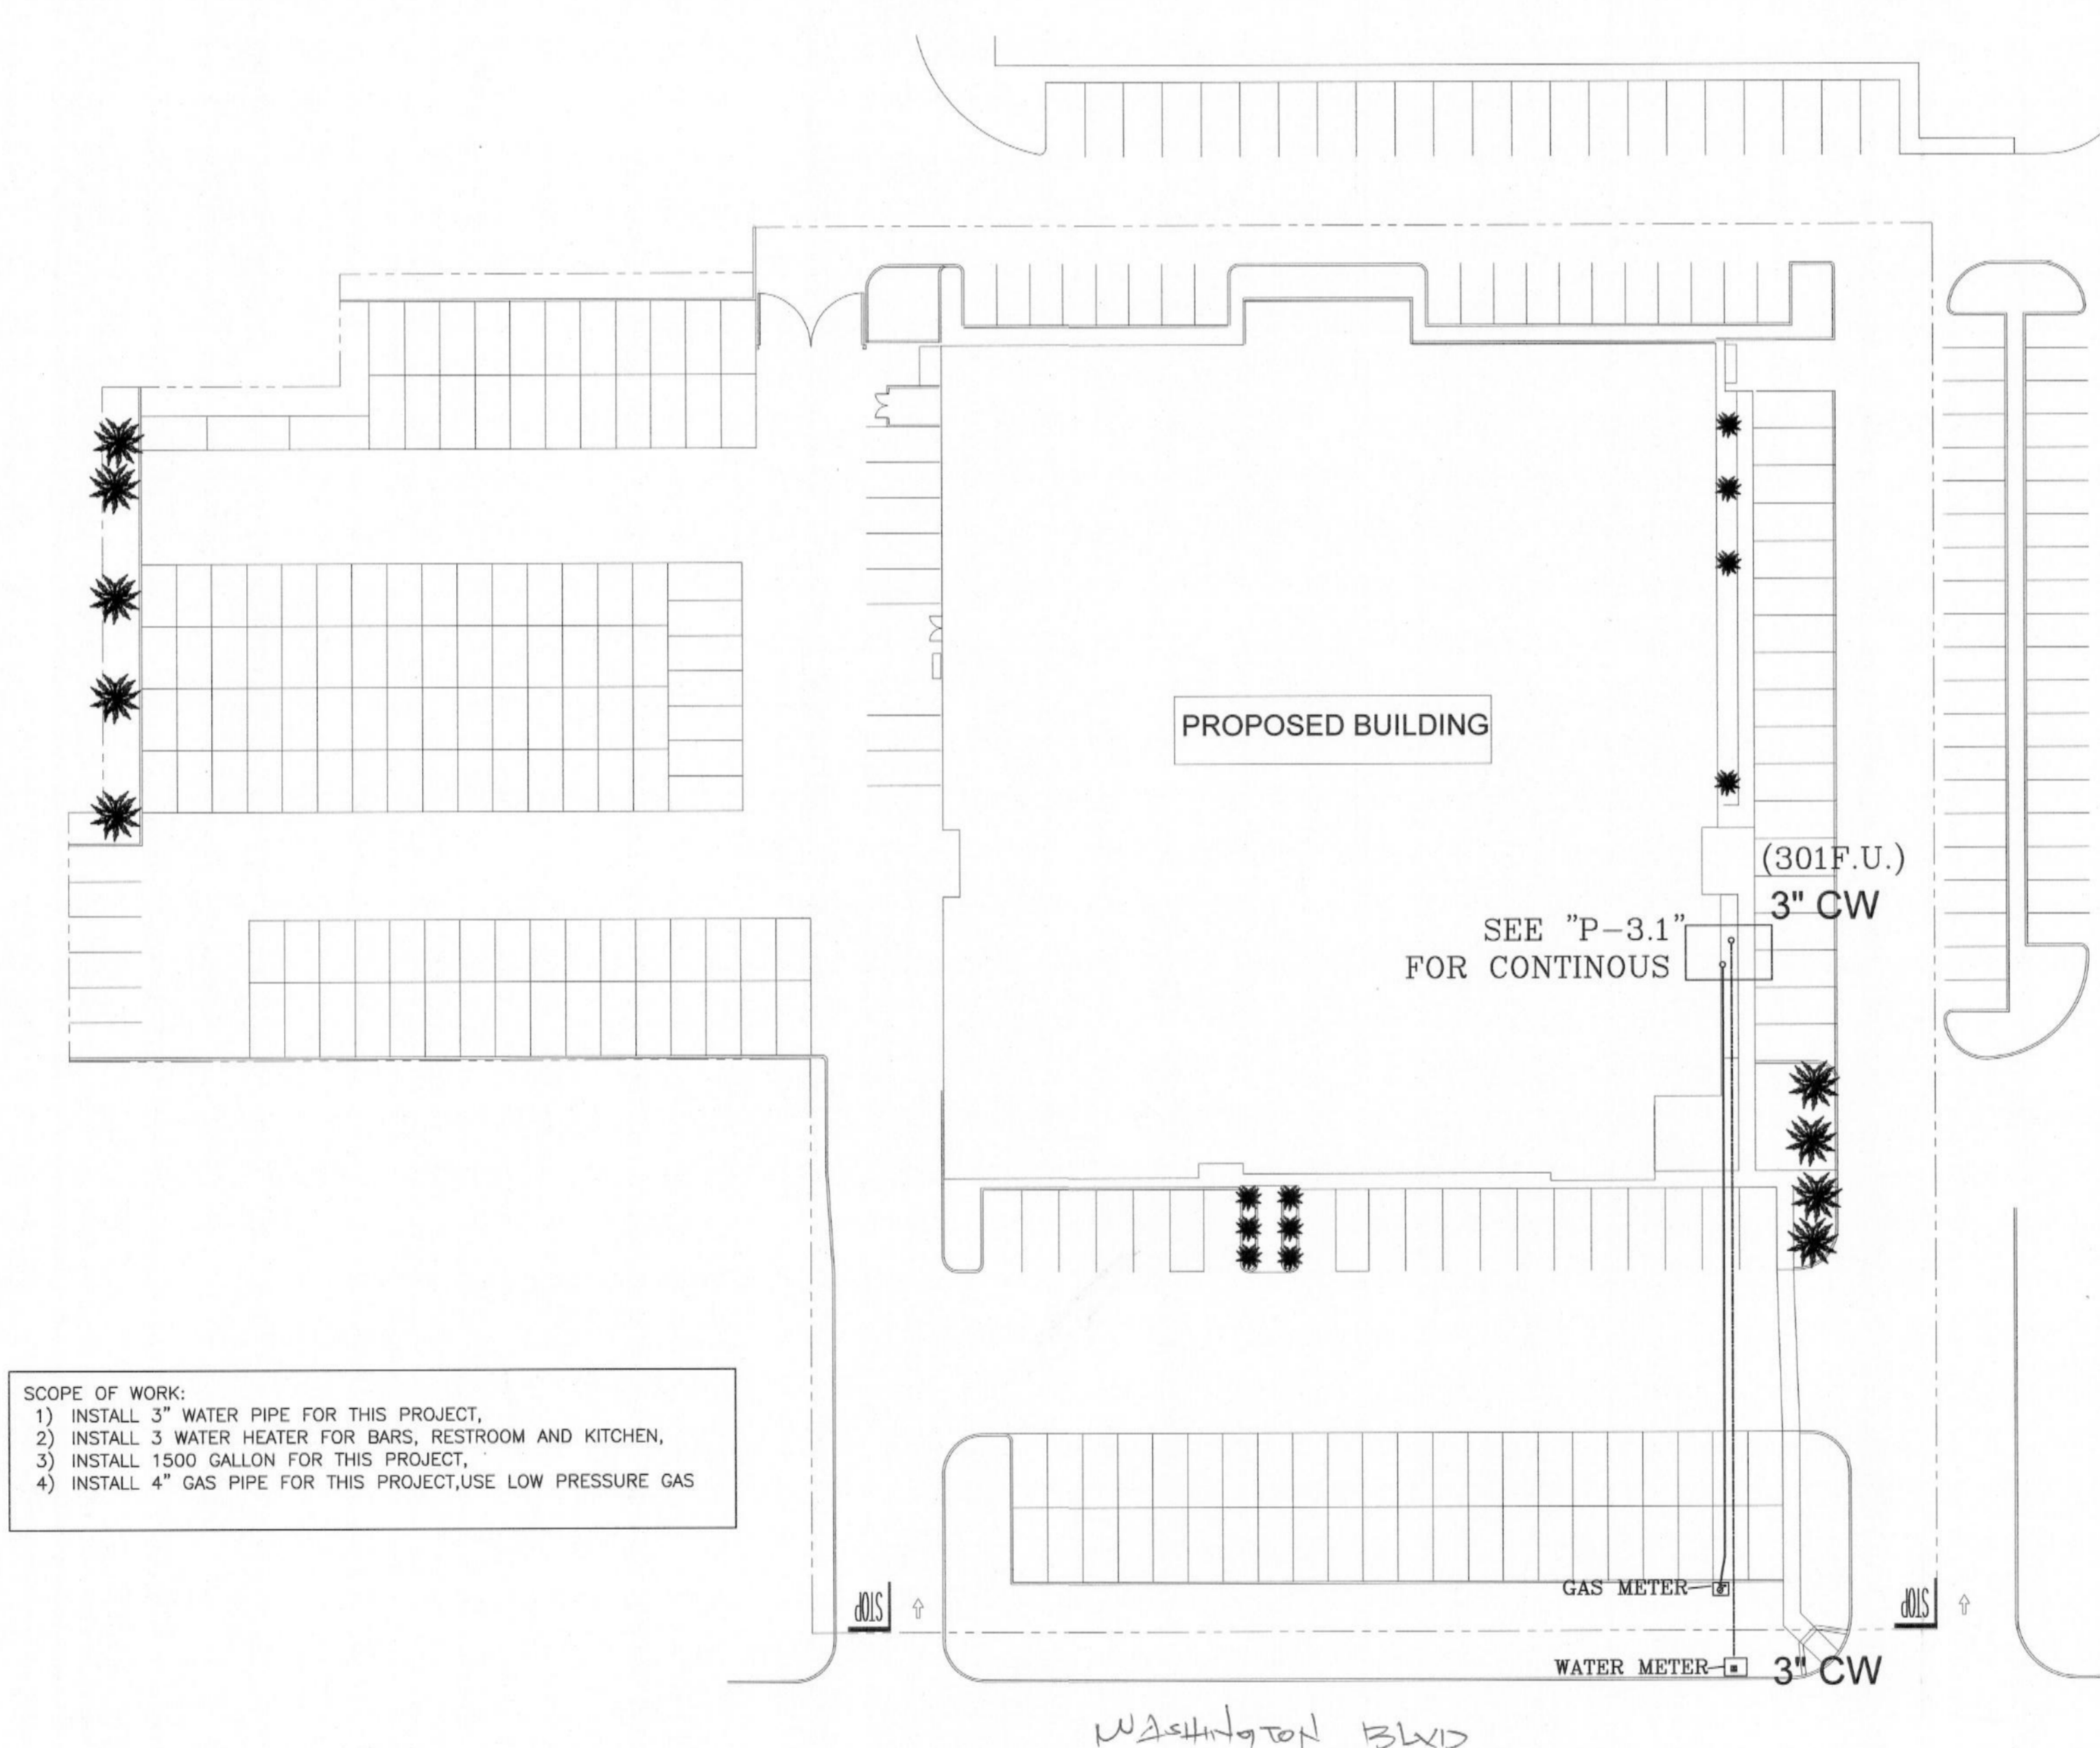 PROPOSED BUILDING
(301F.U.)
3" CW
SEE "P-3.1"
FOR CONTINOUS
SCOPE OF WORK:
1) INSTALL 3" WATER PIPE FOR THIS PROJECT,
2) INSTALL 3 WATER HEATER FOR BARS, RESTROOM AND KITCHEN,
3) INSTALL 1500 GALLON FOR THIS PROJECT,
4) INSTALL 4" GAS PIPE FOR THIS PROJECT,USE LOW PRESSURE GAS
GAS METER
STOP
STOP
WATER METER
3" CW
WASHINGTON BLVD